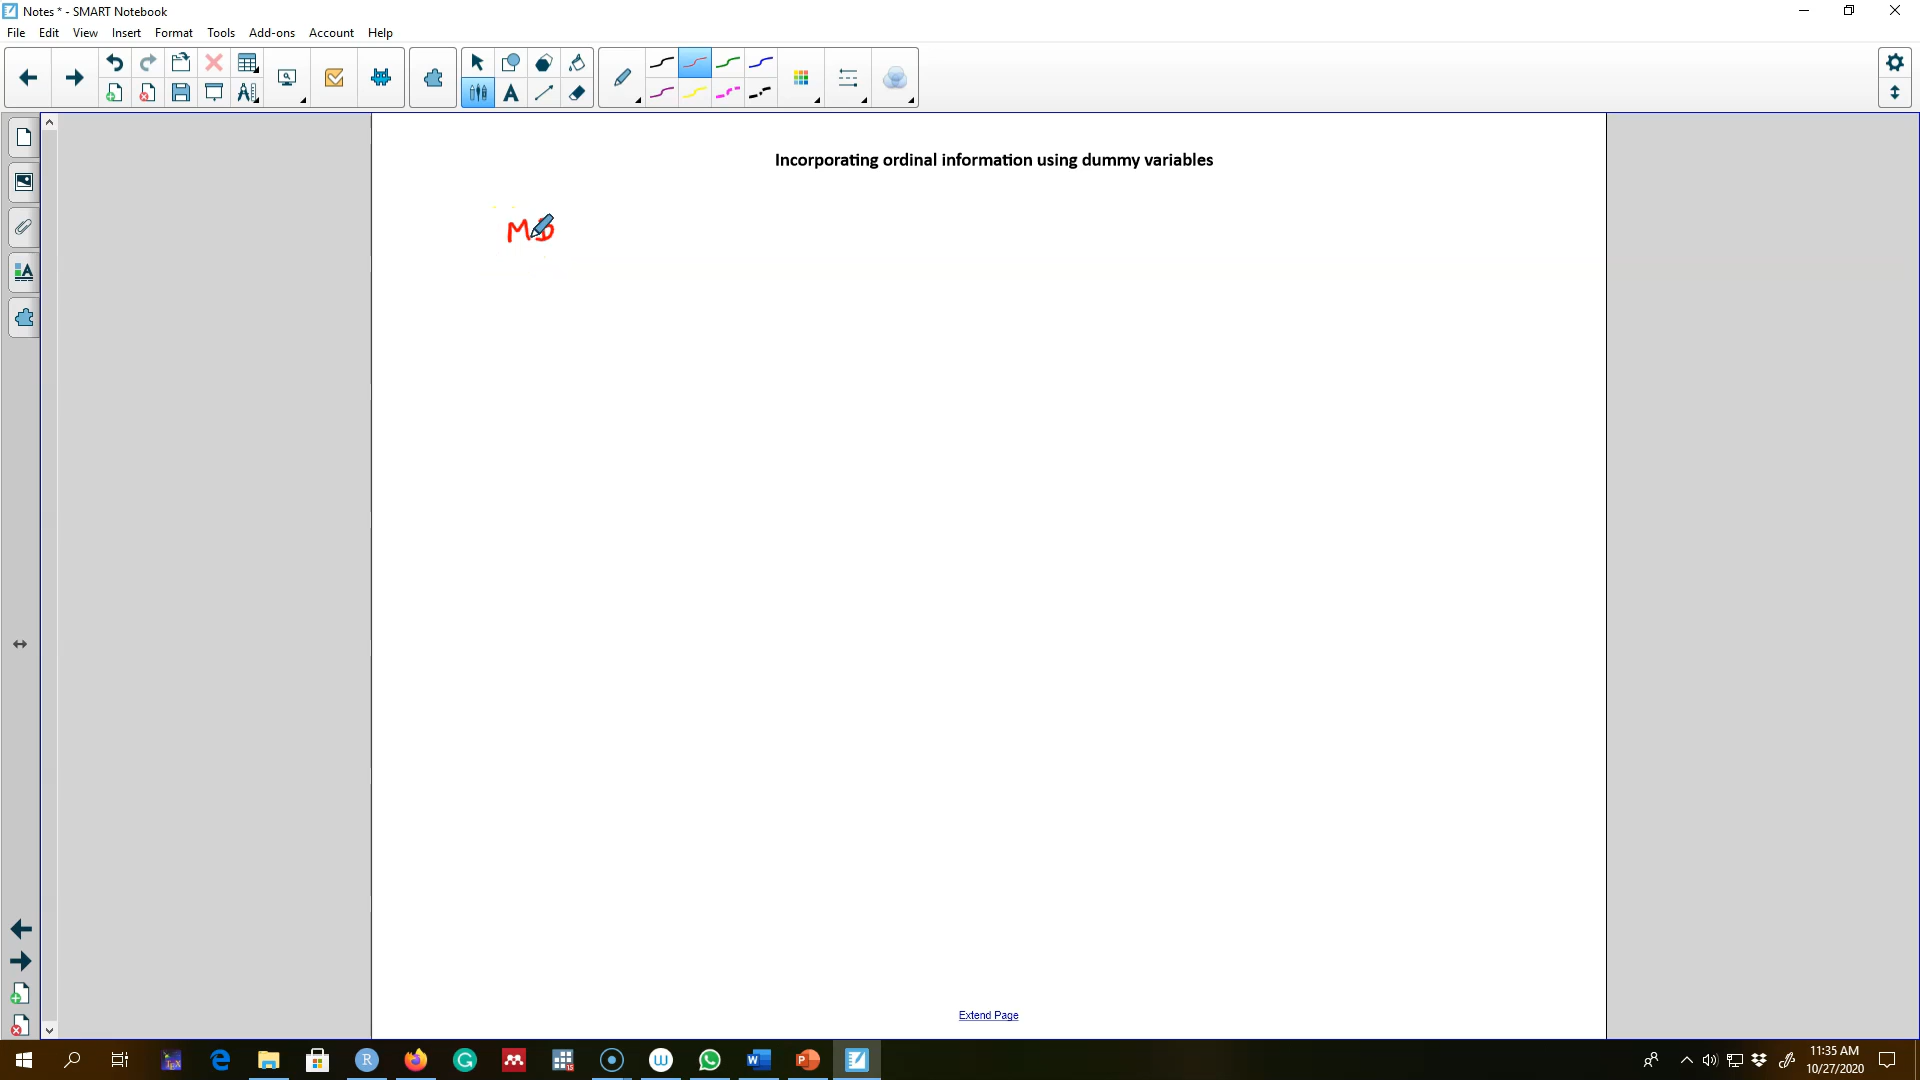 Notes * - SMART Notebook
File Edit View Insert Format Tools Add-ons Account Help
Incorporating ordinal information using dummy variables
Extend Page
11:35 AM
10/27/2020